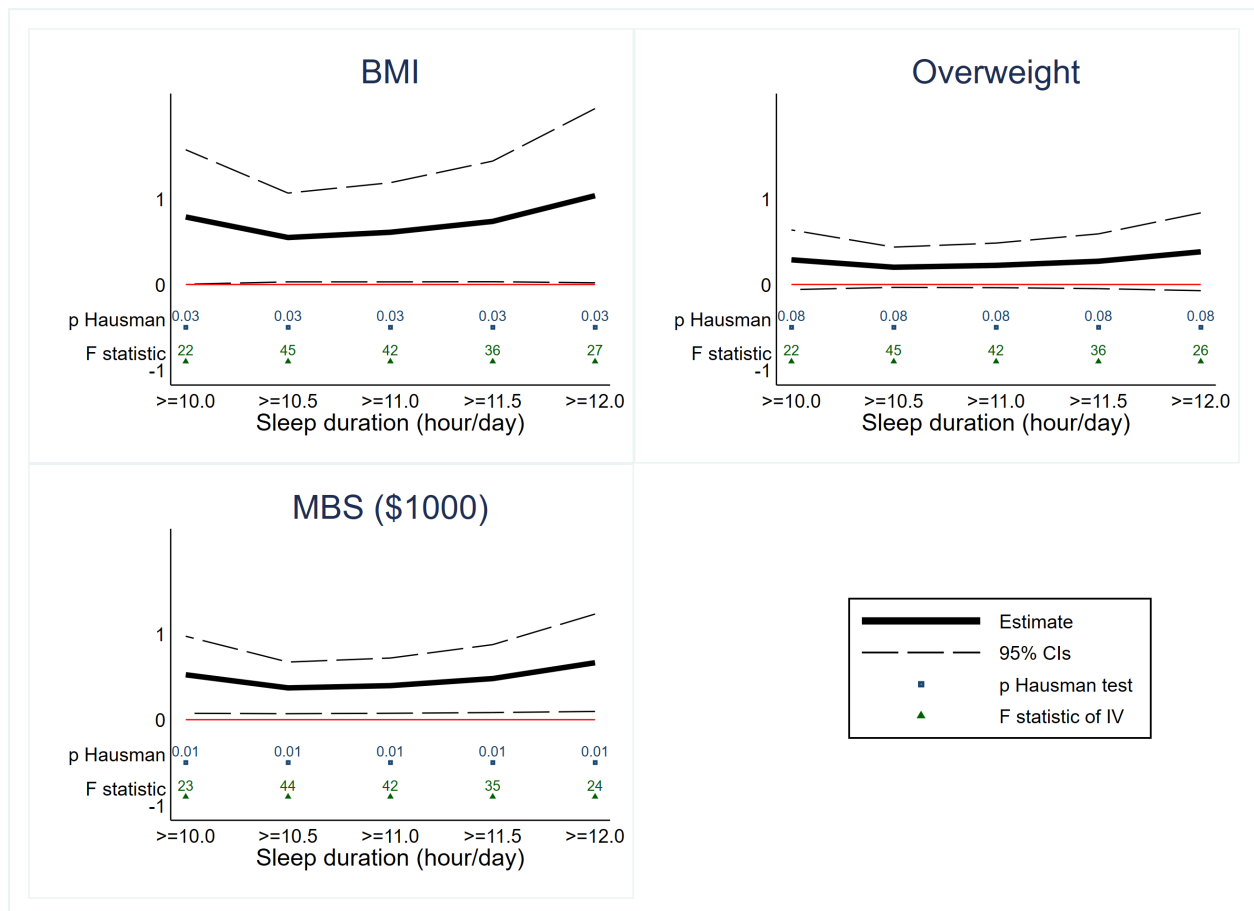 BMI
1
0
p Hausman 0.03 0.03 0.03 0.03 0.03
F statistic 22 45 42 36 27
-1
>=10.0 >=10.5 >=11.0 >=11.5 >=12.0
Sleep duration (hour/day)
Overweight
1
0
p Hausman 0.08 0.08 0.08 0.08 0.08
F statistic 22 45 42 36 26
-1
>=10.0 >=10.5 >=11.0 >=11.5 >=12.0
Sleep duration (hour/day)
MBS ($1000)
1
0
p Hausman 0.01 0.01 0.01 0.01 0.01
F statistic 23 44 42 35 24
-1
>=10.0 >=10.5 >=11.0 >=11.5 >=12.0
Sleep duration (hour/day)
Estimate
95% CIs
p Hausman test
F statistic of IV